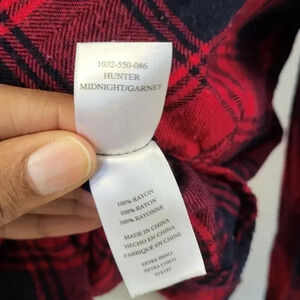 1032-550-086
HUNTER
MIDNIGHT/GARNET
100% RAYON
100% RAYON
100% RAYONNE
MADE IN CHINA
HECHO EN CHINA
FABRIQUÉ EN CHINE
EXTRA SMALL
EXTRA CHICO